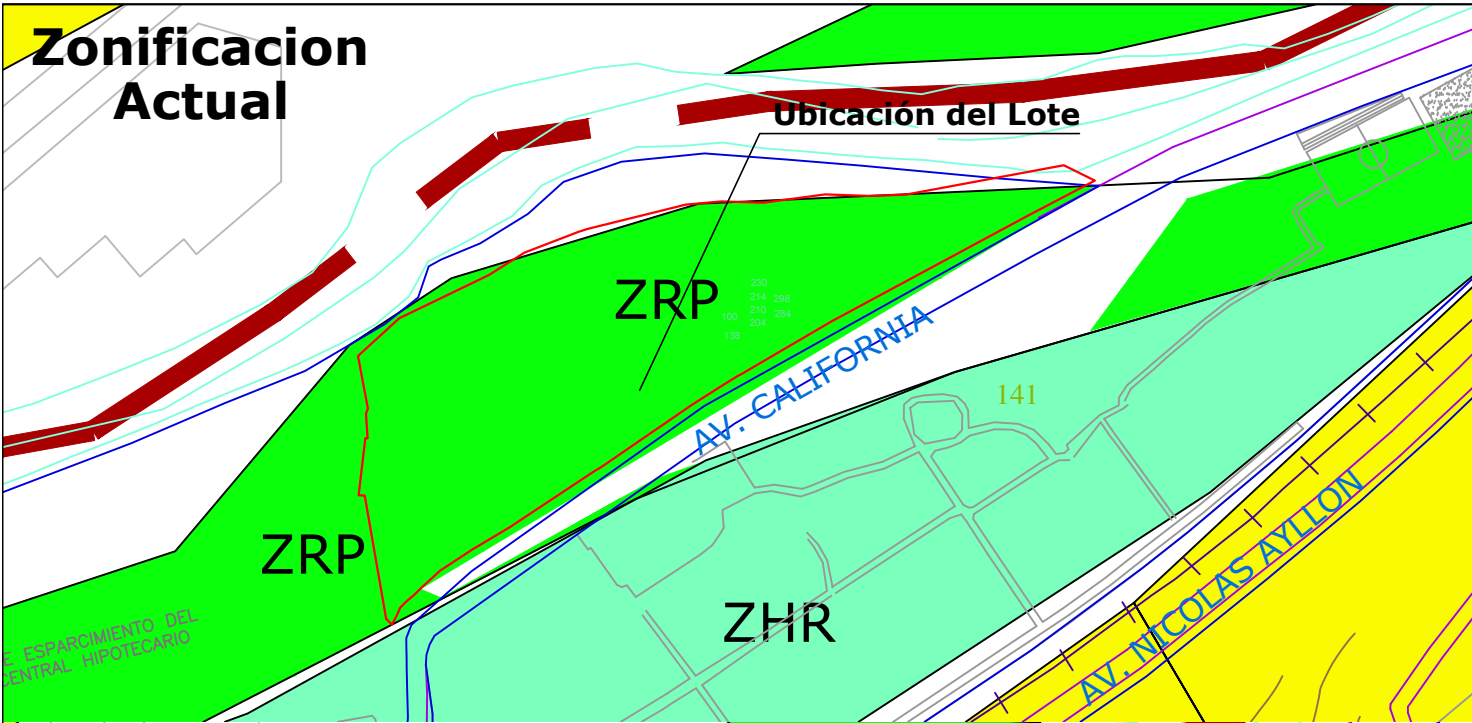 Zonificacion
Actual
Ubicación del Lote
ZRP
230
214 298
100 210 284
204
138
AV. CALIFORNIA
141
ZRP
ZHR
AV. NICOLAS AYLLON
E ESPARCIMIENTO DEL
CENTRAL HIPOTECARIO